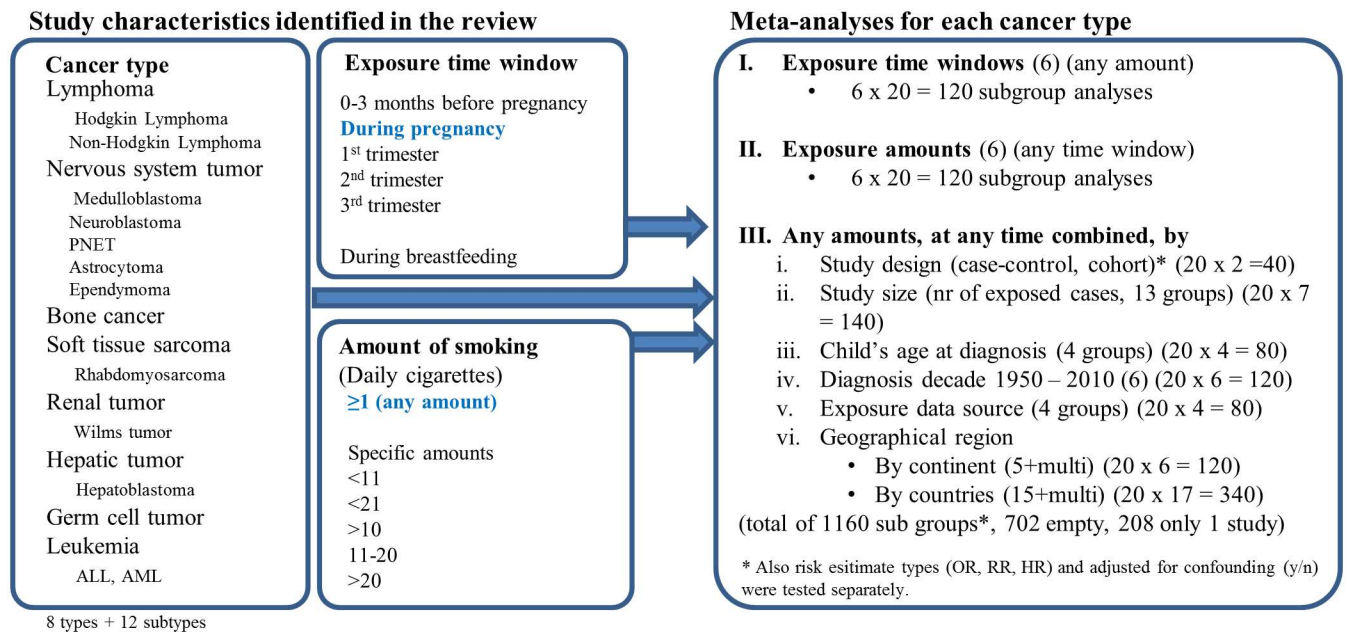 Study characteristics identified in the review
Cancer type
Lymphoma
Hodgkin Lymphoma
Non-Hodgkin Lymphoma
Nervous system tumor
Medulloblastoma
Neuroblastoma
PNET
Astrocytoma
Ependymoma
Bone cancer
Soft tissue sarcoma
Rhabdomyosarcoma
Renal tumor
Wilms tumor
Hepatic tumor
Hepatoblastoma
Germ cell tumor
Leukemia
ALL, AML
8 types + 12 subtypes
Exposure time window
0-3 months before pregnancy
During pregnancy
1st trimester
2nd trimester
3rd trimester
During breastfeeding
Amount of smoking
(Daily cigarettes)
≥1 (any amount)
Specific amounts
<11
<21
>10
11-20
>20
Meta-analyses for each cancer type
I. Exposure time windows (6) (any amount)
• 6 x 20 = 120 subgroup analyses
II. Exposure amounts (6) (any time window)
• 6 x 20 = 120 subgroup analyses
III. Any amounts, at any time combined, by
i. Study design (case-control, cohort)* (20 x 2 =40)
ii. Study size (nr of exposed cases, 13 groups) (20 x 7
= 140)
iii. Child's age at diagnosis (4 groups) (20 x 4 = 80)
iv. Diagnosis decade 1950 – 2010 (6) (20 x 6 = 120)
v. Exposure data source (4 groups) (20 x 4 = 80)
vi. Geographical region
• By continent (5+multi) (20 x 6 = 120)
• By countries (15+multi) (20 x 17 = 340)
(total of 1160 sub groups*, 702 empty, 208 only 1 study)
* Also risk esitimate types (OR, RR, HR) and adjusted for confounding (y/n)
were tested separately.